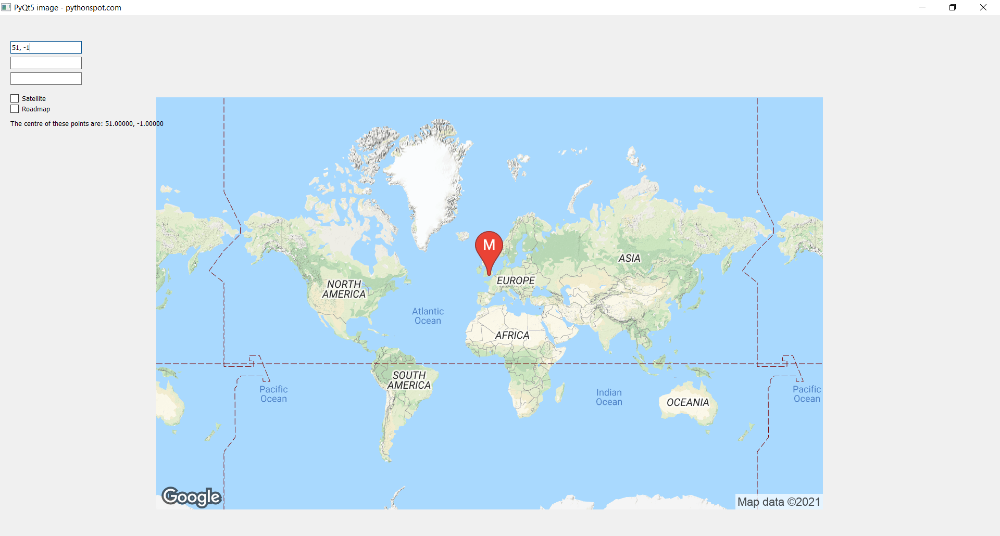 PyQt5 image - pythonspot.com
51, -1
Satellite
Roadmap
The centre of these points are: 51.00000, -1.00000
M
ASIA
EUROPE
NORTH
AMERICA
Atlantic
Ocean
AFRICA
SOUTH
AMERICA
Pacific
Ocean
Indian
Ocean
OCEANIA
Pacific
Ocean
Google
Map data ©2021